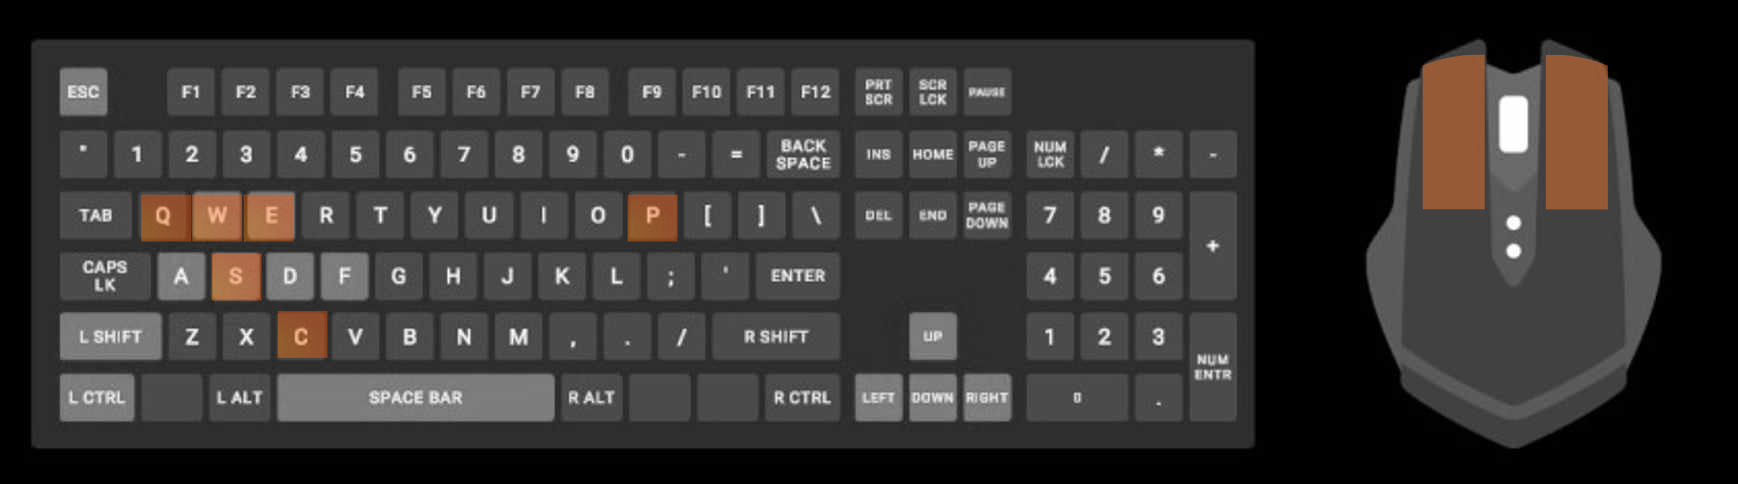 ESC F1 F2 F3 F4 F5 F6 F7 F8 F9 F10 F11 F12 PRT SCR SCR LCK PAUSE
" 1 2 3 4 5 6 7 8 9 0 - = BACK SPACE INS HOME PAGE UP NUM LCK / * -
TAB Q W E R T Y U I O P [ ] \ DEL END PAGE DOWN 7 8 9 +
CAPS LK A S D F G H J K L ; ' ENTER 4 5 6
L SHIFT Z X C V B N M , . / R SHIFT UP 1 2 3 NUM ENTR
L CTRL L ALT SPACE BAR R ALT R CTRL LEFT DOWN RIGHT 0 .